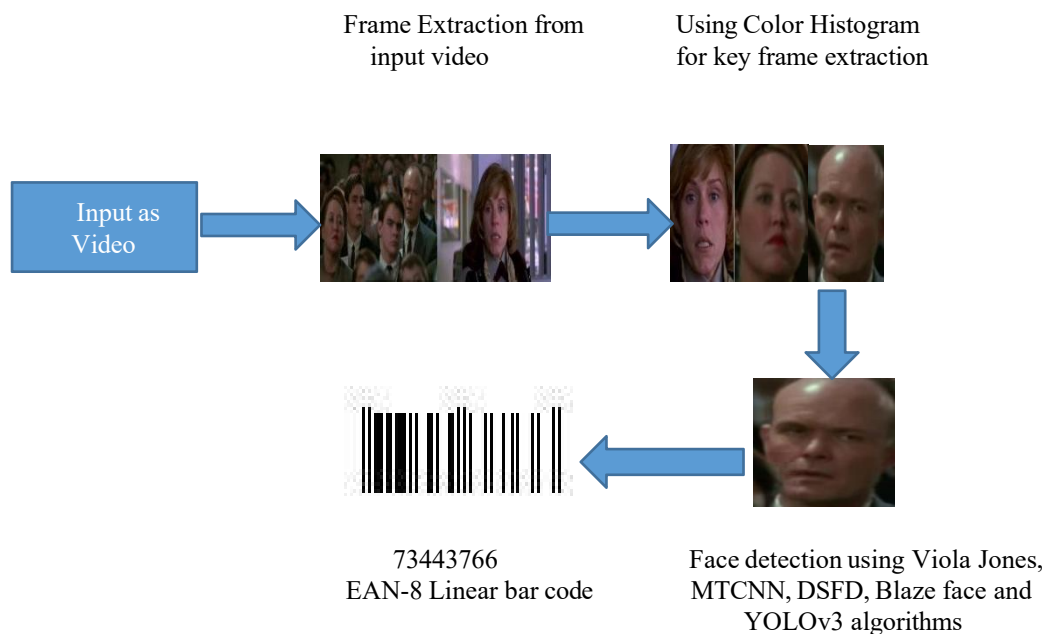 Frame Extraction from
input video
Using Color Histogram
for key frame extraction
Input as
Video
73443766
EAN-8 Linear bar code
Face detection using Viola Jones,
MTCNN, DSFD, Blaze face and
YOLOv3 algorithms